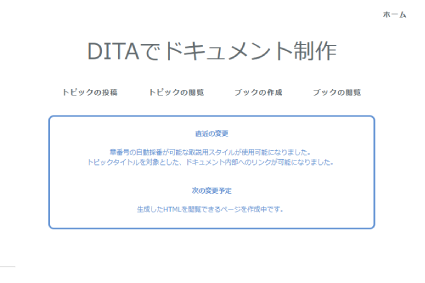 ホーム
DITAでドキュメント制作
トピックの投稿 トピックの閲覧 ブックの作成 ブックの閲覧
直近の変更
章番号の自動採番が可能な取説用スタイルが使用可能になりました。
トピックタイトルを対象とした、ドキュメント内部へのリンクが可能になりました。
次の変更予定
生成したHTMLを閲覧できるページを作成中です。